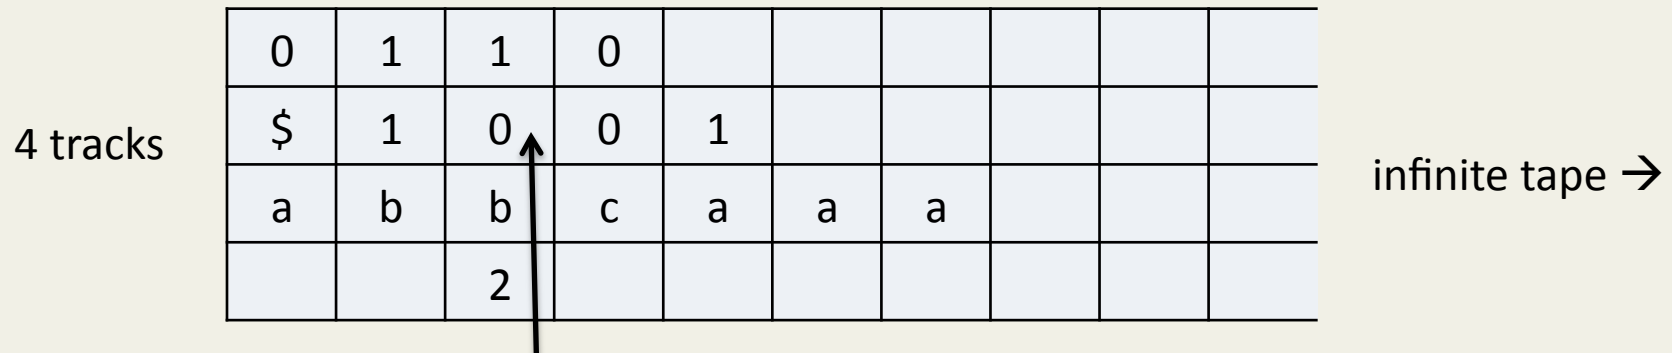 0 1 1 0
4 tracks $ 1 0 0 1
infinite tape →
a b b c a a a
2